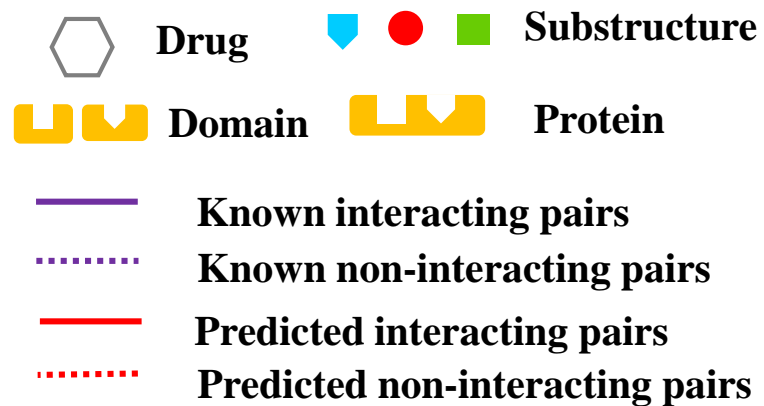 Drug
Substructure
Domain
Protein
Known interacting pairs
Known non-interacting pairs
Predicted interacting pairs
Predicted non-interacting pairs